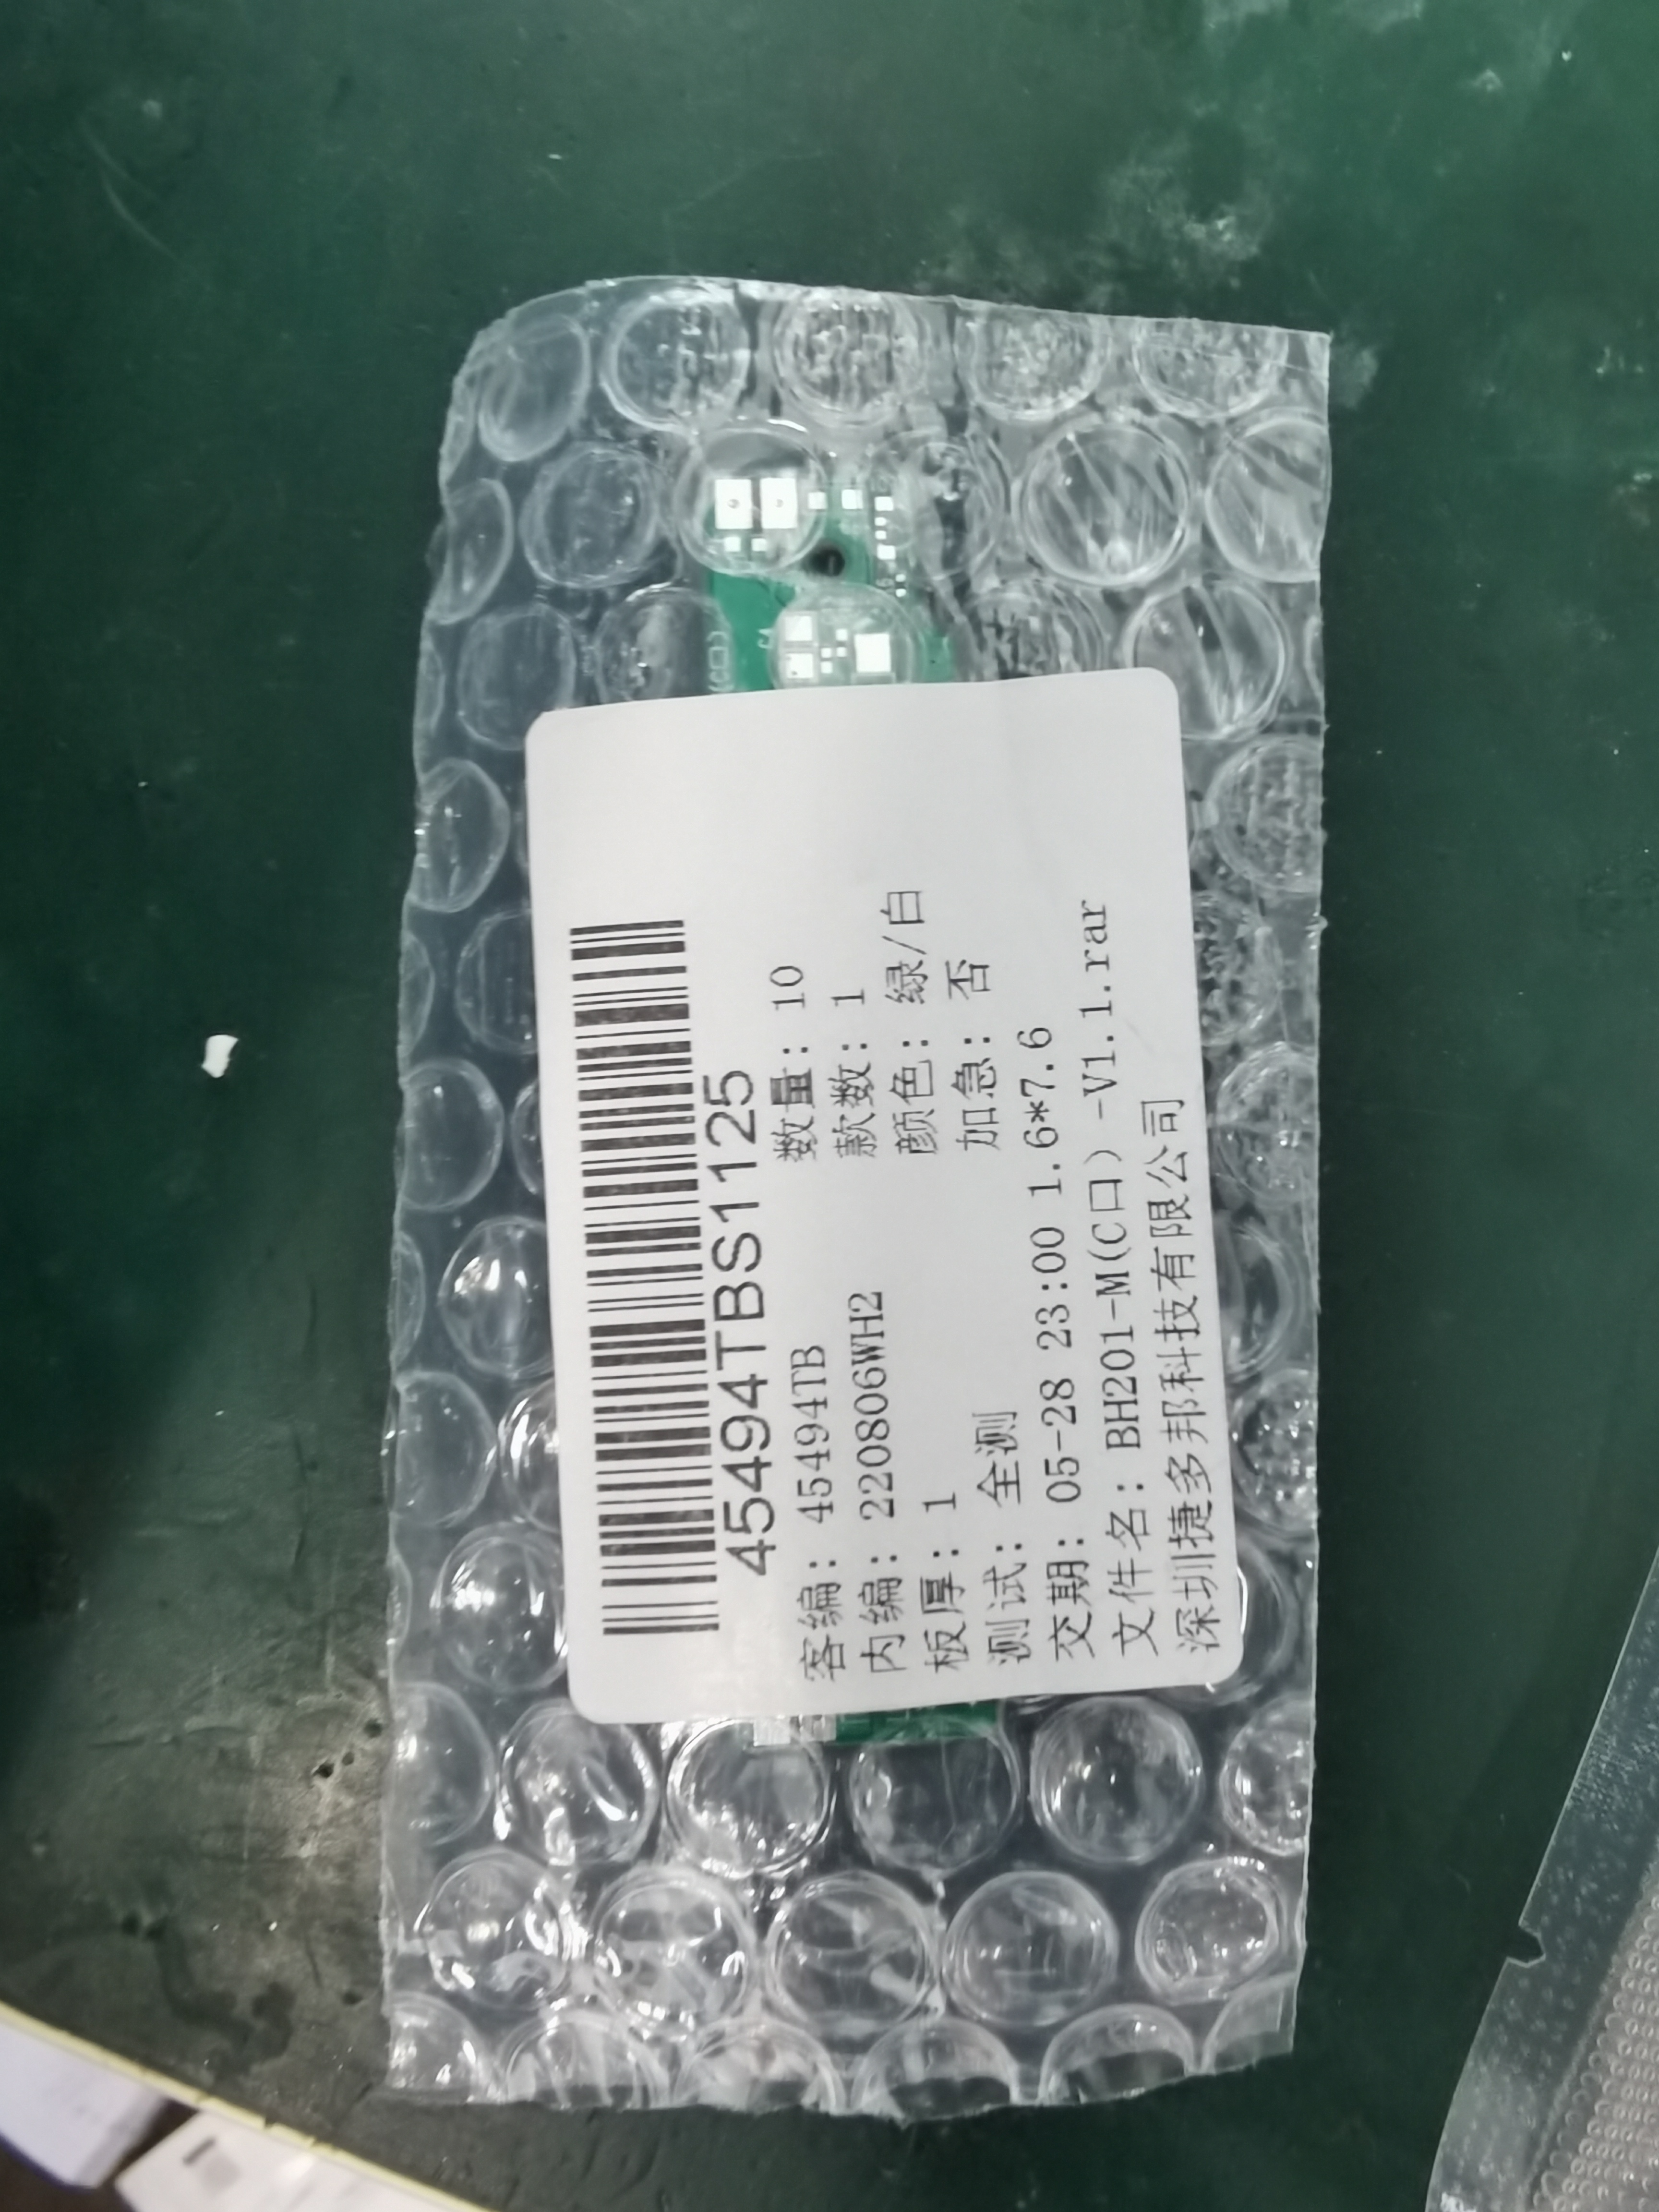 45494TBS1125
客编: 45494TB 数量: 10
内编: 220806WH2 款数: 1
板厚: 1 颜色: 绿/白
测试: 全测 加急: 否
交期: 05-28 23:00 1.6*7.6
文件名: BH201-M(C口)-V1.1.rar
深圳捷多邦科技有限公司